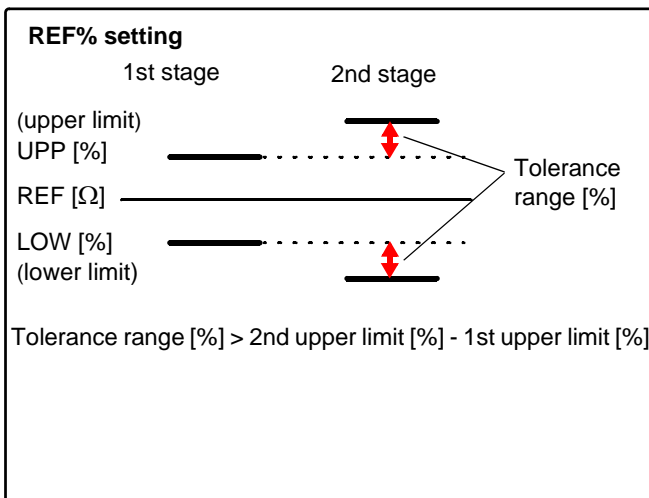 REF% setting
1st stage 2nd stage
(upper limit)
UPP [%]
Tolerance
range [%]
REF [Ω]
LOW [%]
(lower limit)
Tolerance range [%] > 2nd upper limit [%] - 1st upper limit [%]